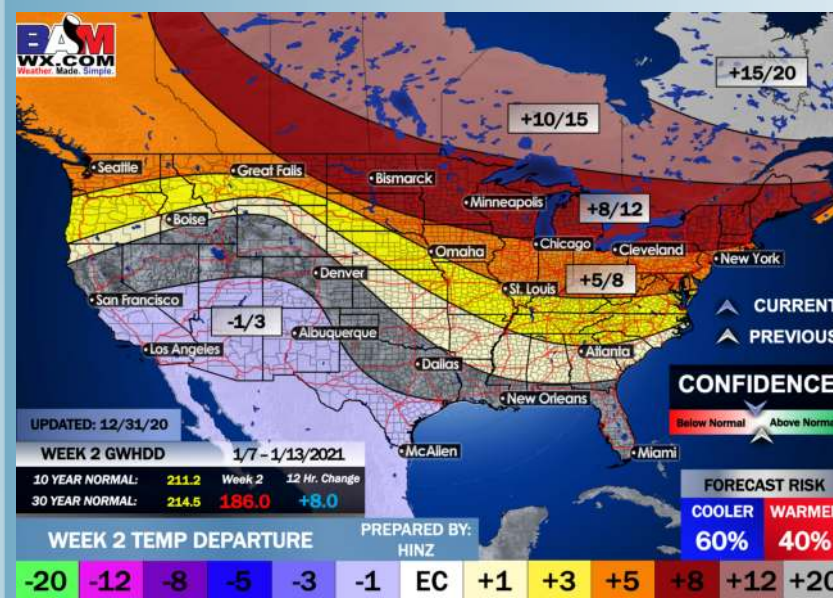 BAM
WX.COM
Weather. Made. Simple.
+15/20
+10/15
Seattle
Great Falls
Bismarck
Minneapolis
+8/12
Boise
Omaha
Chicago
Cleveland
New York
Denver
St. Louis
+5/8
San Francisco
-1/3
Albuquerque
Los Angeles
Atlanta
Dallas
New Orleans
McAllen
Miami
CURRENT
PREVIOUS
CONFIDENCE
Below Normal Above Norma
UPDATED: 12/31/20
WEEK 2 GWHDD 1/7 - 1/13/2021
10 YEAR NORMAL: 211.2 Week 2 12 Hr. Change
30 YEAR NORMAL: 214.5 186.0 +8.0
FORECAST RISK
COOLER WARMER
60% 40%
WEEK 2 TEMP DEPARTURE
PREPARED BY:
HINZ
-20 -12 -8 -5 -3 -1 EC +1 +3 +5 +8 +12 +20